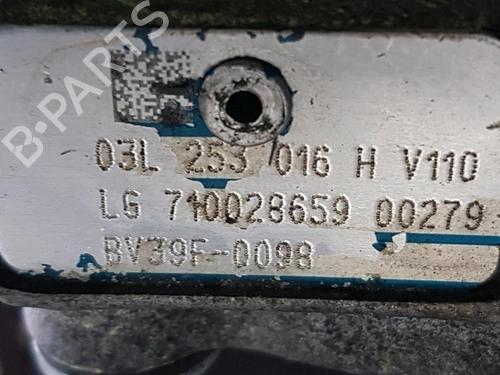 B-PARTS
03L 253 016 H V110
LG 710028659 00279
BV39F-0098